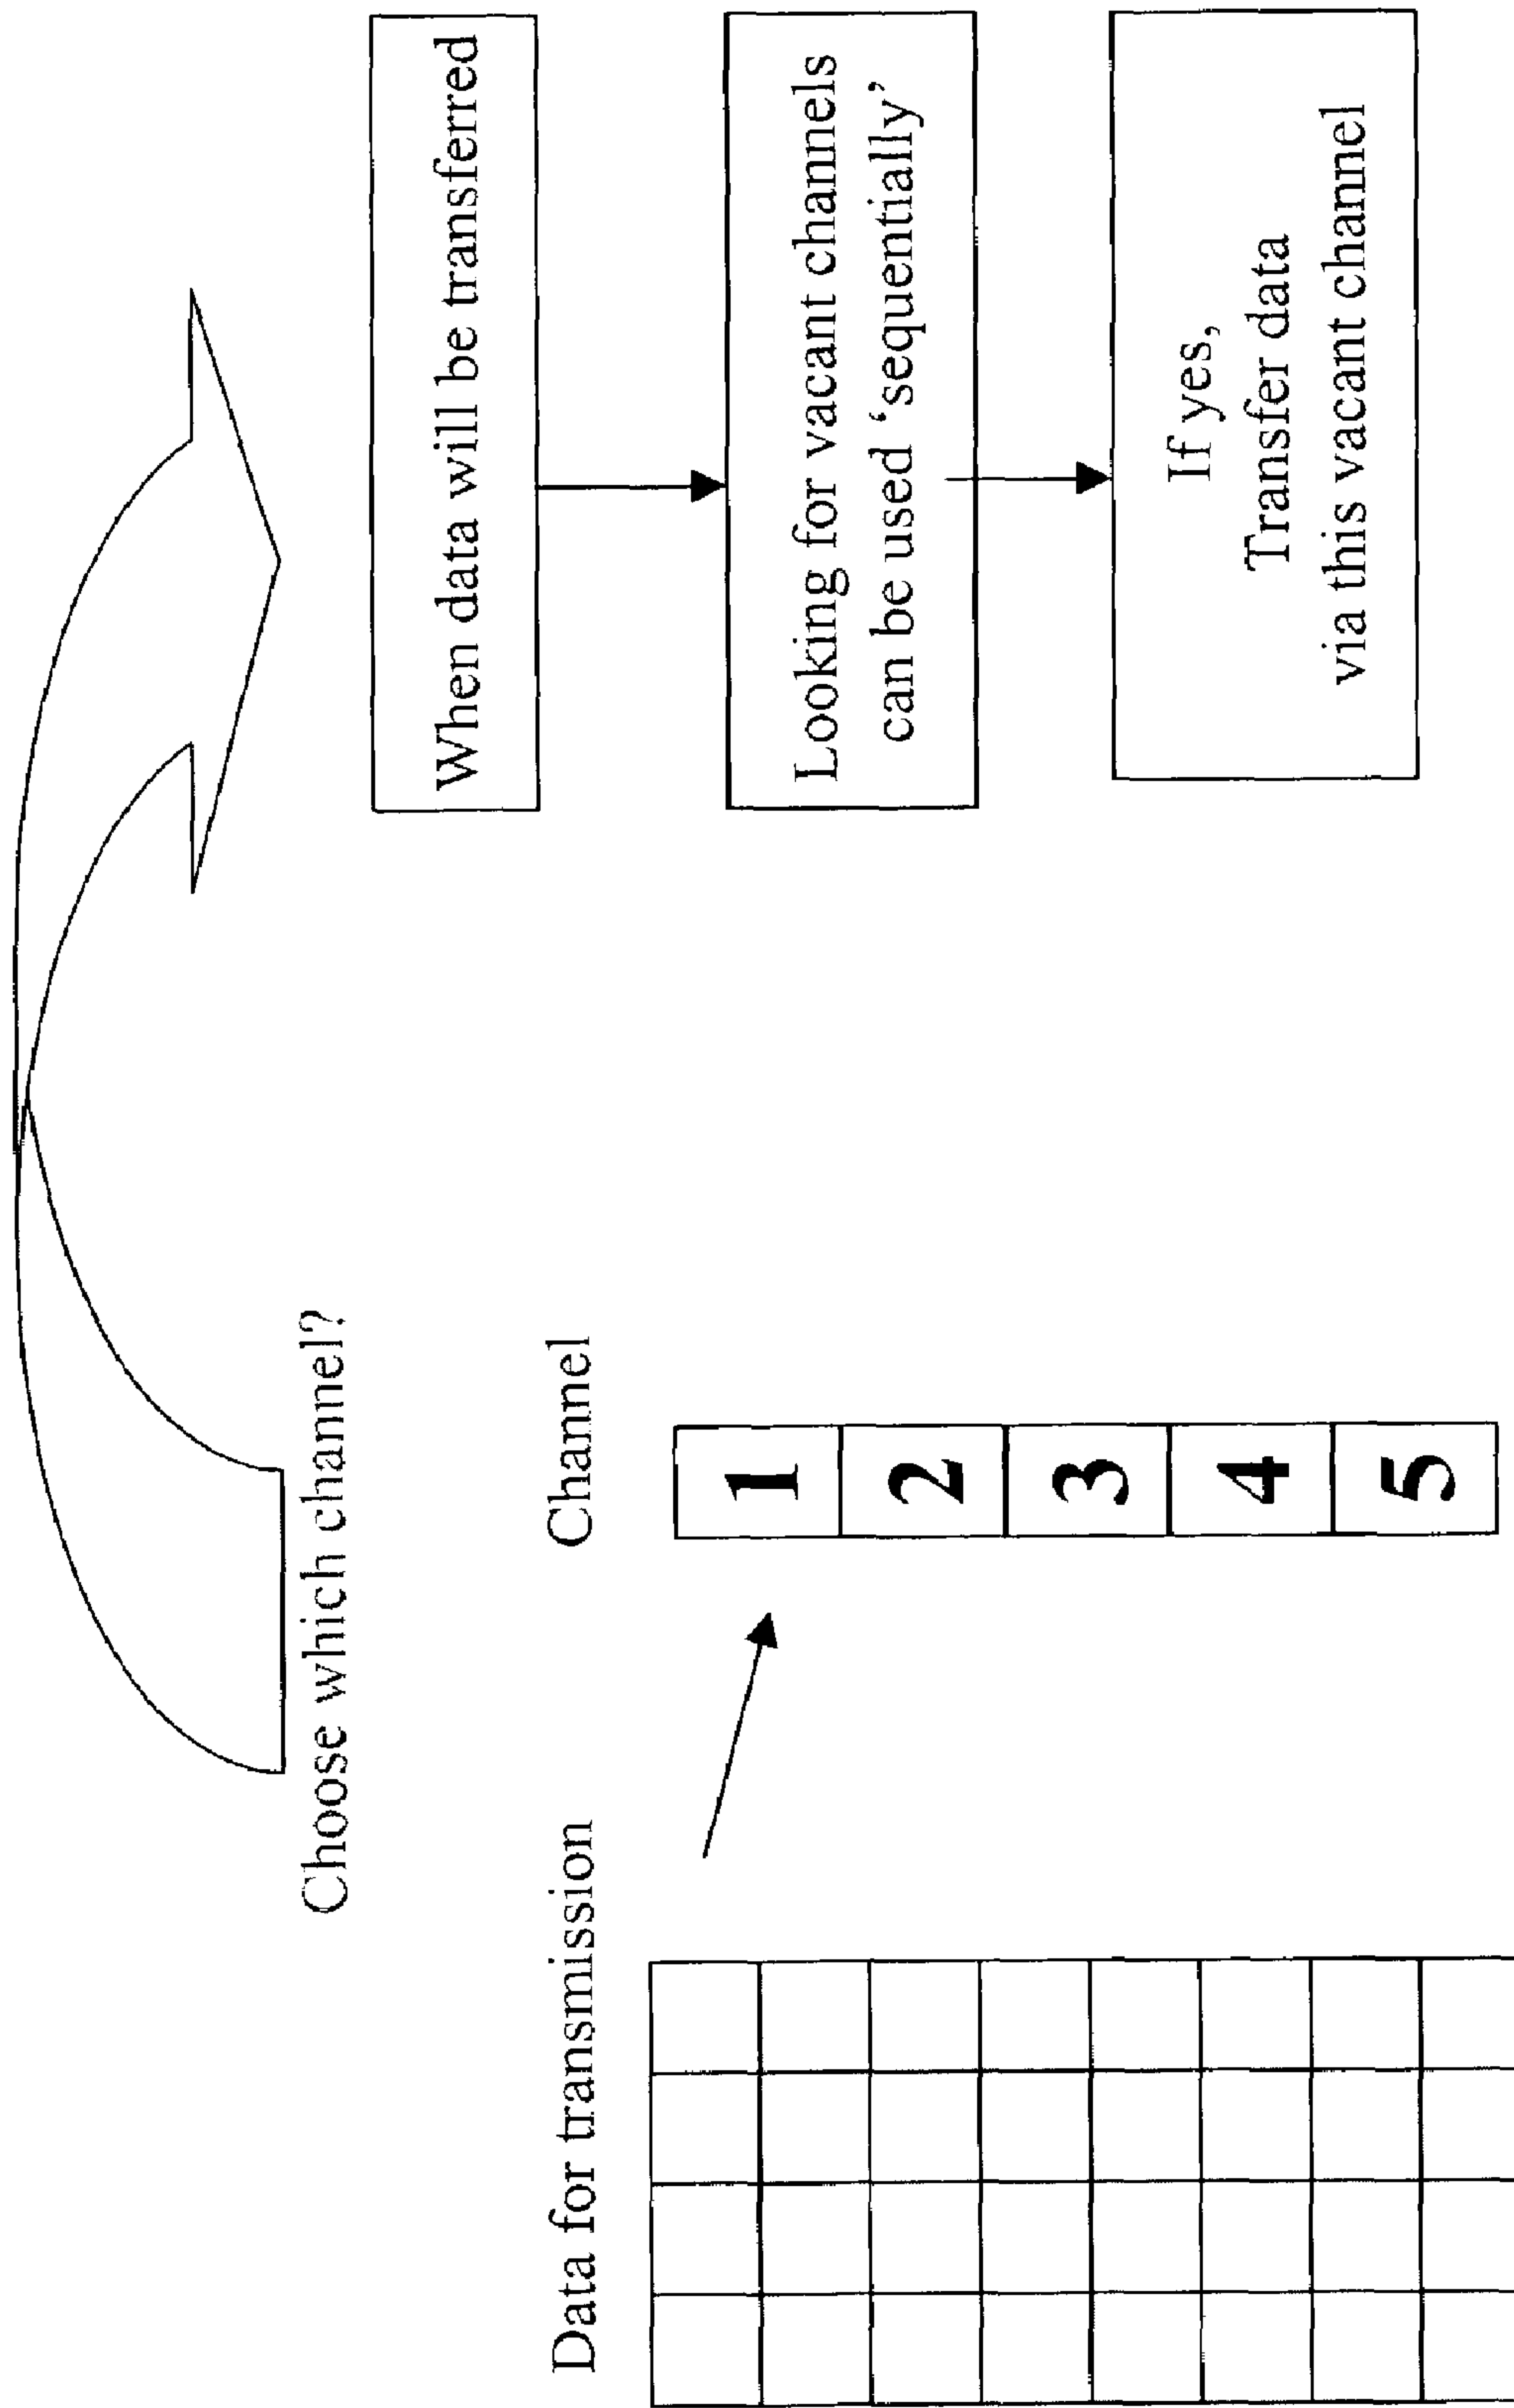 Choose which channel?
Data for transmission
Channel
1
2
3
4
5
When data will be transferred
Looking for vacant channels
can be used ‘sequentially’
If yes,
Transfer data
via this vacant channel